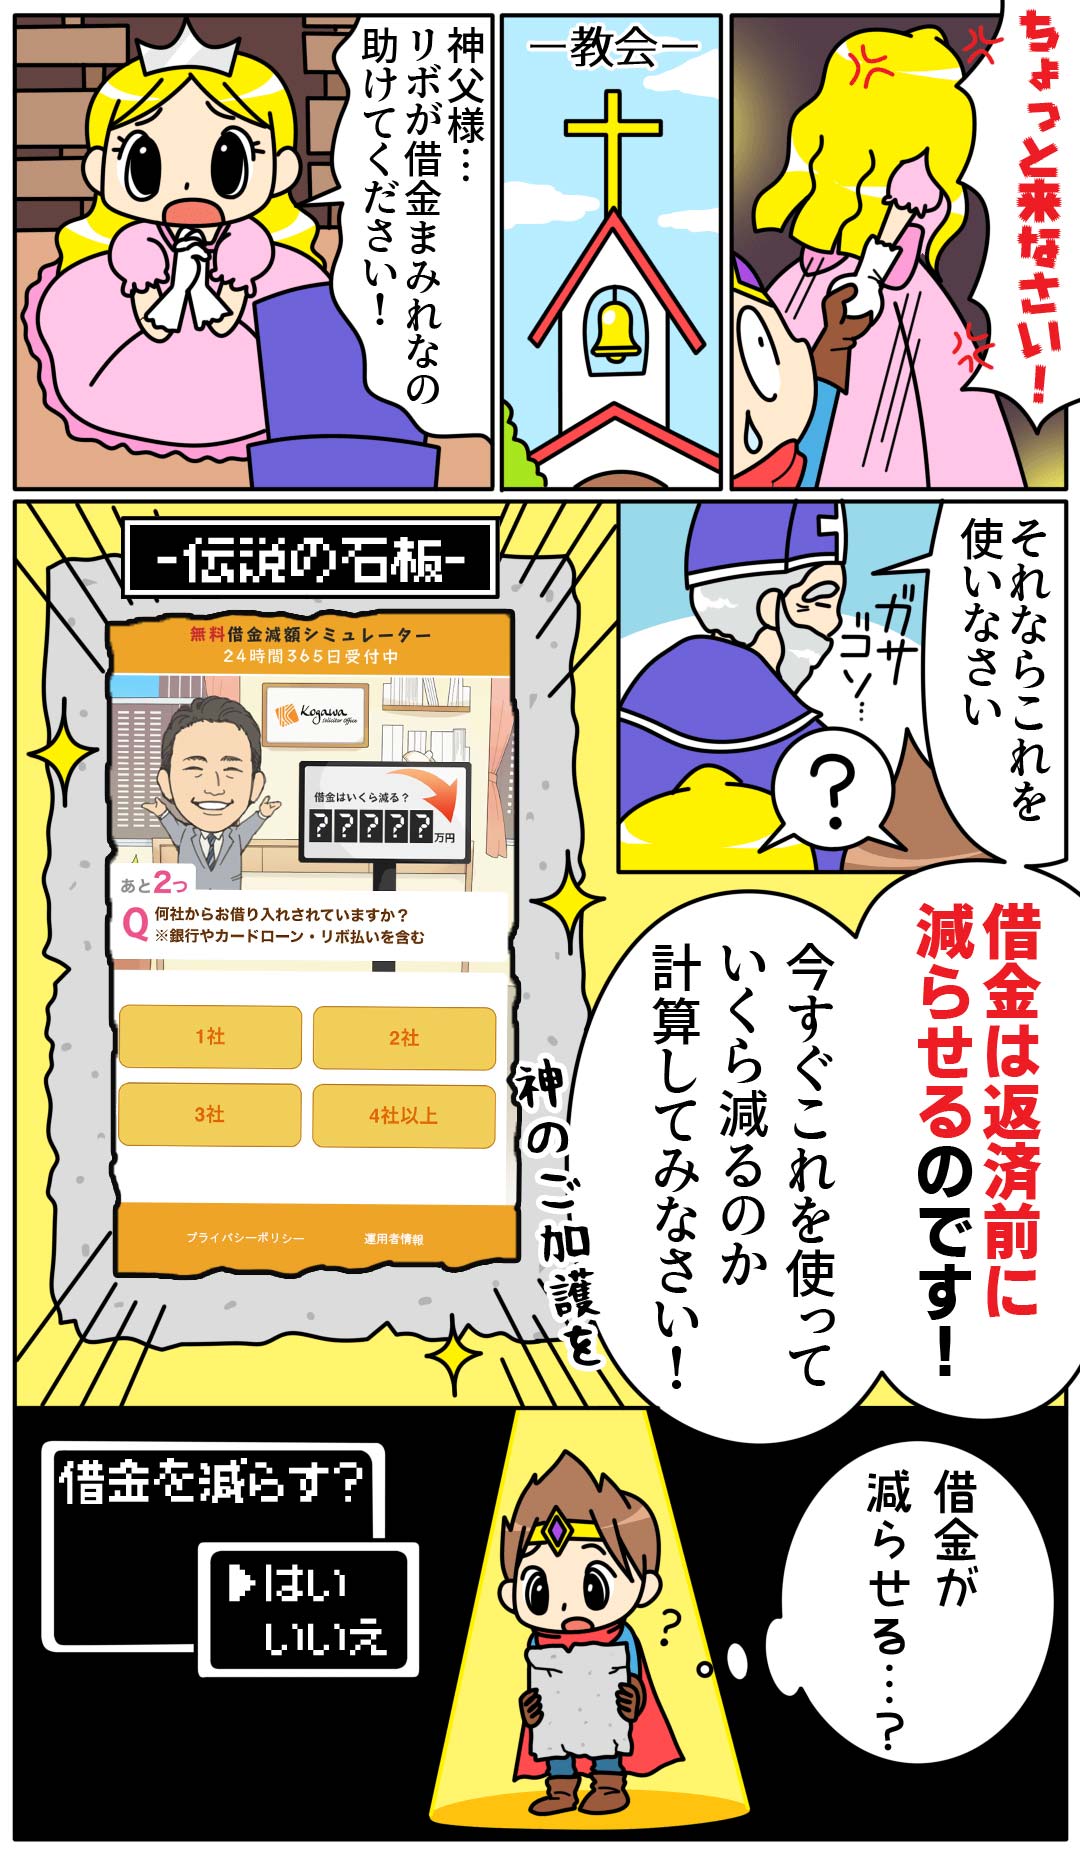 ちょっと来なさい！
―教会―
神父様…
リボが借金まみれなの
助けてください！
それならこれを
使いなさい
ガサ
ゴソ…
？
-伝説の石板-
無料借金減額シミュレーター
24時間365日受付中
Kogawa
Solicitor Office
借金はいくら減る？
?????万円
あと2つ
Q 何社からお借り入れされていますか？
※銀行やカードローン・リボ払いを含む
1社
2社
3社
4社以上
プライバシーポリシー
運用者情報
借金は返済前に
減らせるのです！
今すぐこれを使って
いくら減るのか
計算してみなさい！
神のご加護を
借金が
減らせる…？
?
借金を減らす?
▶はい
いいえ